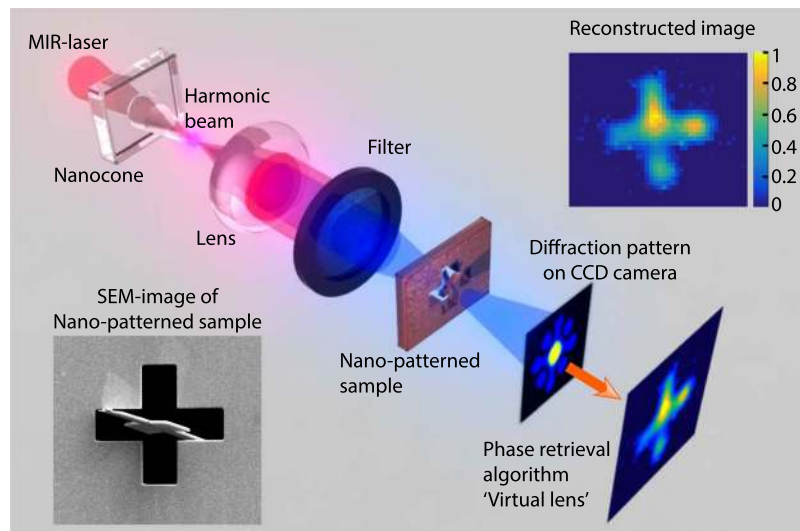 MIR-laser
Harmonic
beam
Nanocone
Lens
Filter
Reconstructed image
1
0.8
0.6
0.4
0.2
0
SEM-image of
Nano-patterned sample
Nano-patterned
sample
Diffraction pattern
on CCD camera
Phase retrieval
algorithm
‘Virtual lens’